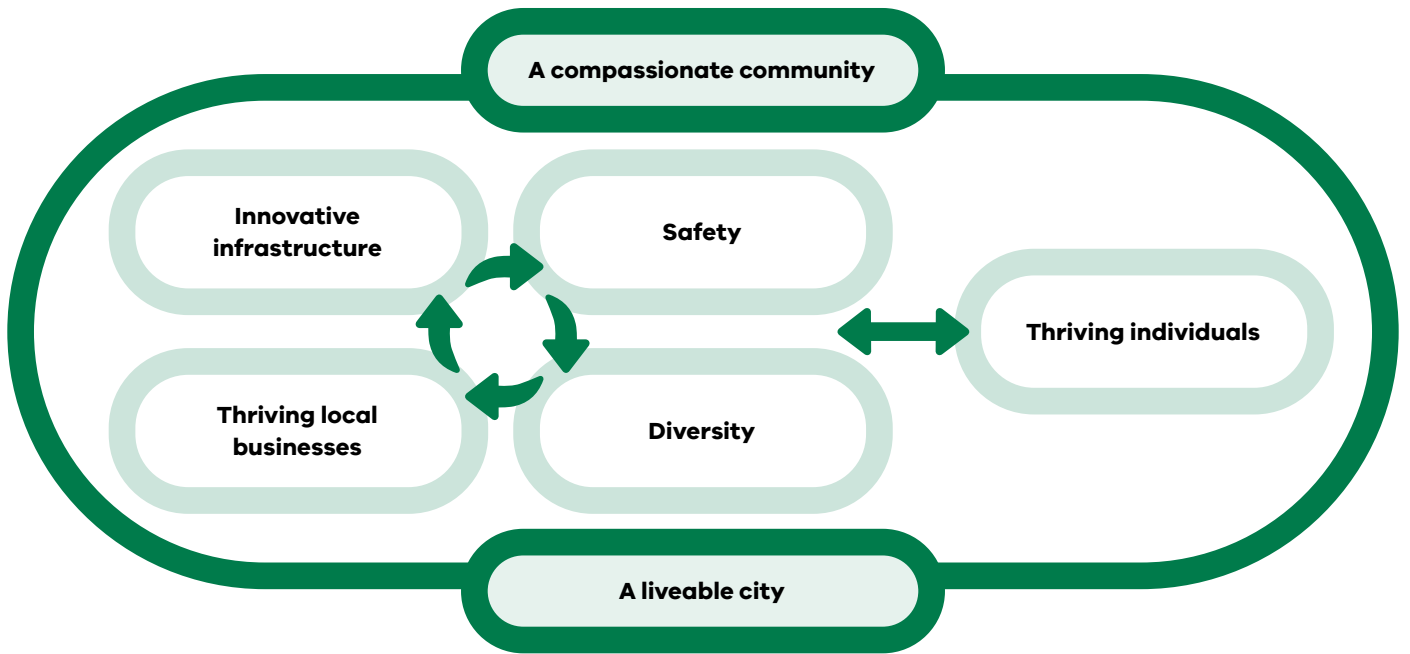 A compassionate community
Innovative
infrastructure
Safety
Thriving individuals
Thriving local
businesses
Diversity
A liveable city